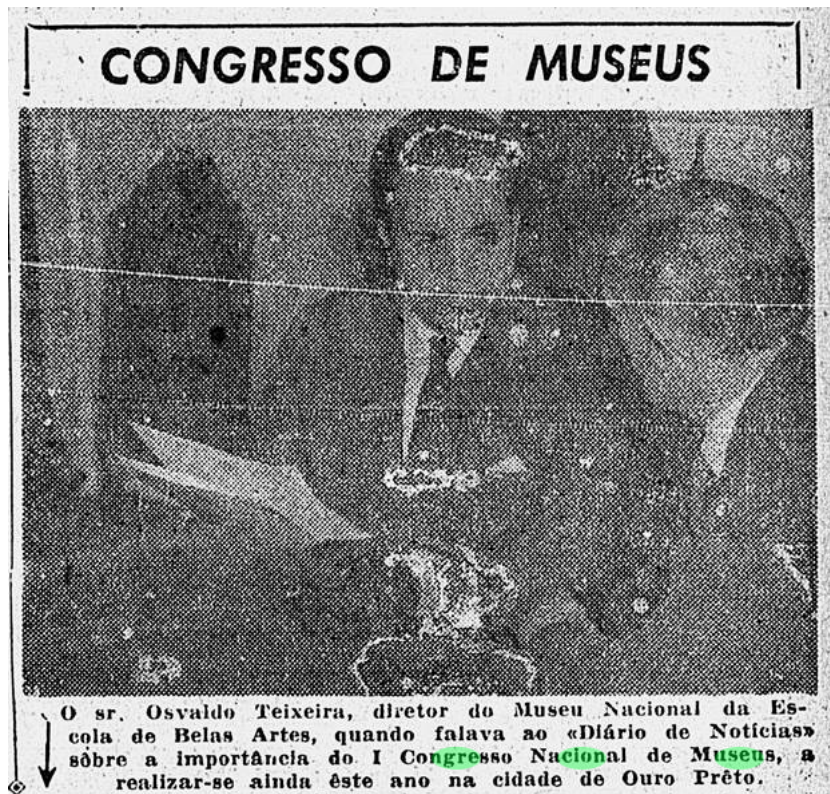 CONGRESSO DE MUSEUS
O sr. Osvaldo Teixeira, diretor do Museu Nacional da Es-
cola de Belas Artes, quando falava ao «Diário de Notícias»
sôbre a importância do I Congresso Nacional de Museus, a
realizar-se ainda êste ano na cidade de Ouro Prêto.